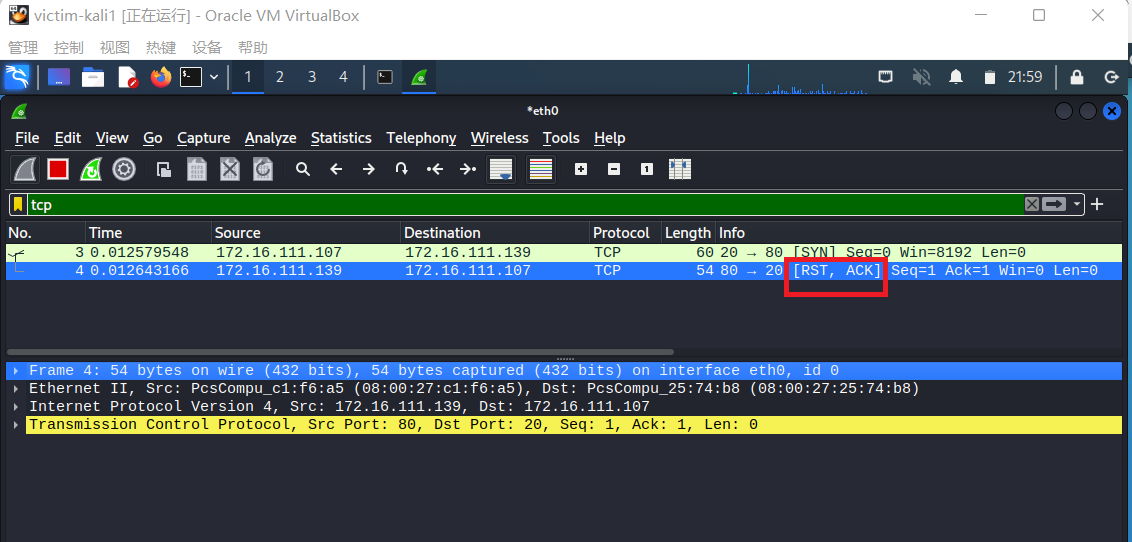 victim-kali1 [正在运行] - Oracle VM VirtualBox
管理 控制 视图 热键 设备 帮助
1 2 3 4 21:59
*eth0
File Edit View Go Capture Analyze Statistics Telephony Wireless Tools Help
tcp
No. Time Source Destination Protocol Length Info
3 0.012579548 172.16.111.107 172.16.111.139 TCP 60 20 → 80 [SYN] Seq=0 Win=8192 Len=0
4 0.012643166 172.16.111.139 172.16.111.107 TCP 54 80 → 20 [RST, ACK] Seq=1 Ack=1 Win=0 Len=0
Frame 4: 54 bytes on wire (432 bits), 54 bytes captured (432 bits) on interface eth0, id 0
Ethernet II, Src: PcsCompu_c1:f6:a5 (08:00:27:c1:f6:a5), Dst: PcsCompu_25:74:b8 (08:00:27:25:74:b8)
Internet Protocol Version 4, Src: 172.16.111.139, Dst: 172.16.111.107
Transmission Control Protocol, Src Port: 80, Dst Port: 20, Seq: 1, Ack: 1, Len: 0